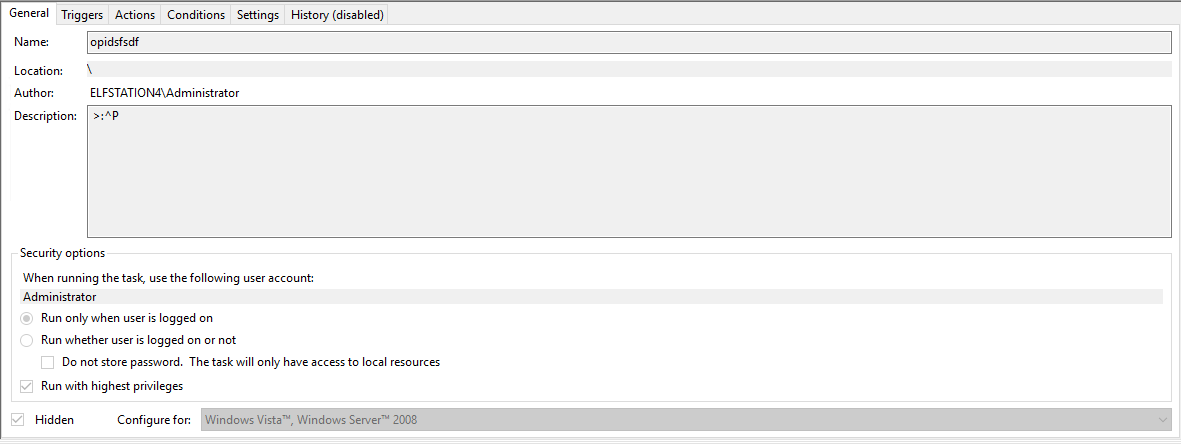 General Triggers Actions Conditions Settings History (disabled)
Name: opidsfsdf
Location: \
Author: ELFSTATION4\Administrator
Description: >:^P
Security options
When running the task, use the following user account:
Administrator
Run only when user is logged on
Run whether user is logged on or not
Do not store password.  The task will only have access to local resources
Run with highest privileges
Hidden Configure for: Windows Vista™, Windows Server™ 2008